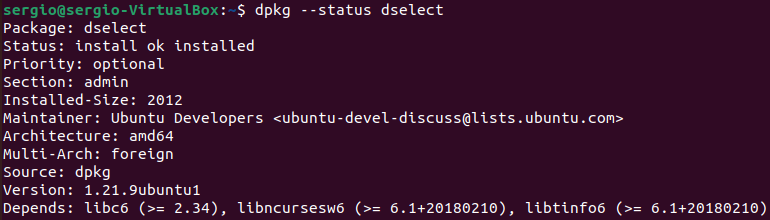 sergio@sergio-VirtualBox:~$ dpkg --status dselect
Package: dselect
Status: install ok installed
Priority: optional
Section: admin
Installed-Size: 2012
Maintainer: Ubuntu Developers <ubuntu-devel-discuss@lists.ubuntu.com>
Architecture: amd64
Multi-Arch: foreign
Source: dpkg
Version: 1.21.9ubuntu1
Depends: libc6 (>= 2.34), libncursesw6 (>= 6.1+20180210), libtinfo6 (>= 6.1+20180210)